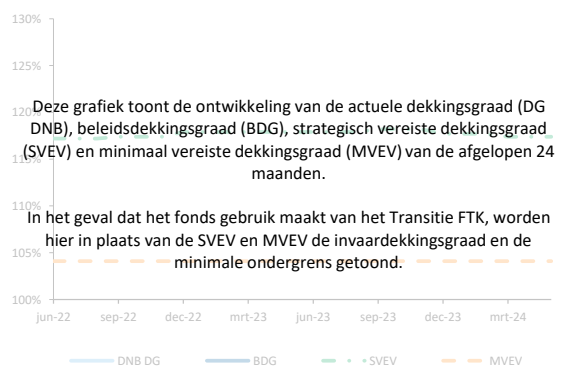 130%
125%
120%
115%
110%
105%
100%
Deze grafiek toont de ontwikkeling van de actuele dekkingsgraad (DG
DNB), beleidsdekkingsgraad (BDG), strategisch vereiste dekkingsgraad
(SVEV) en minimaal vereiste dekkingsgraad (MVEV) van de afgelopen 24
maanden.
In het geval dat het fonds gebruik maakt van het Transitie FTK, worden
hier in plaats van de SVEV en MVEV de invaardekkingsgraad en de
minimale ondergrens getoond.
jun-22 sep-22 dec-22 mrt-23 jun-23 sep-23 dec-23 mrt-24
DNB DG BDG SVEV MVEV